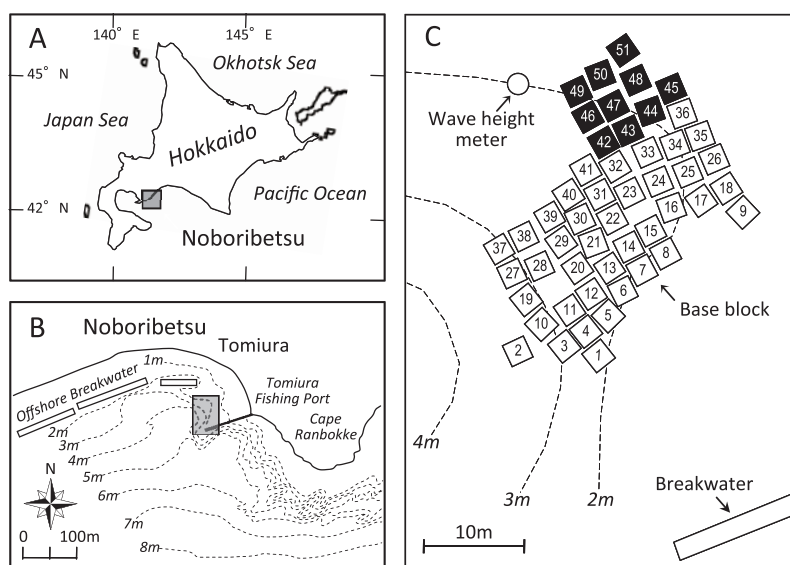 A
140° E
145° E
45° N
Okhotsk Sea
Japan Sea
Hokkaido
Pacific Ocean
42° N
Noboribetsu
B
Noboribetsu
Tomiura
1m
Offshore Breakwater
Tomiura
Fishing Port
Cape
Ranbokke
2m
3m
4m
5m
6m
7m
8m
N
0 100m
C
51
50
48
49
45
47
46
44
36
43
42
35
34
33
26
32
41
25
24
18
31
23
40
17
16
9
39
30
22
15
38
29
21
14
8
37
28
20
13
7
27
12
6
19
11
5
10
4
3
1
2
Wave height
meter
Base block
4m
3m
2m
Breakwater
10m